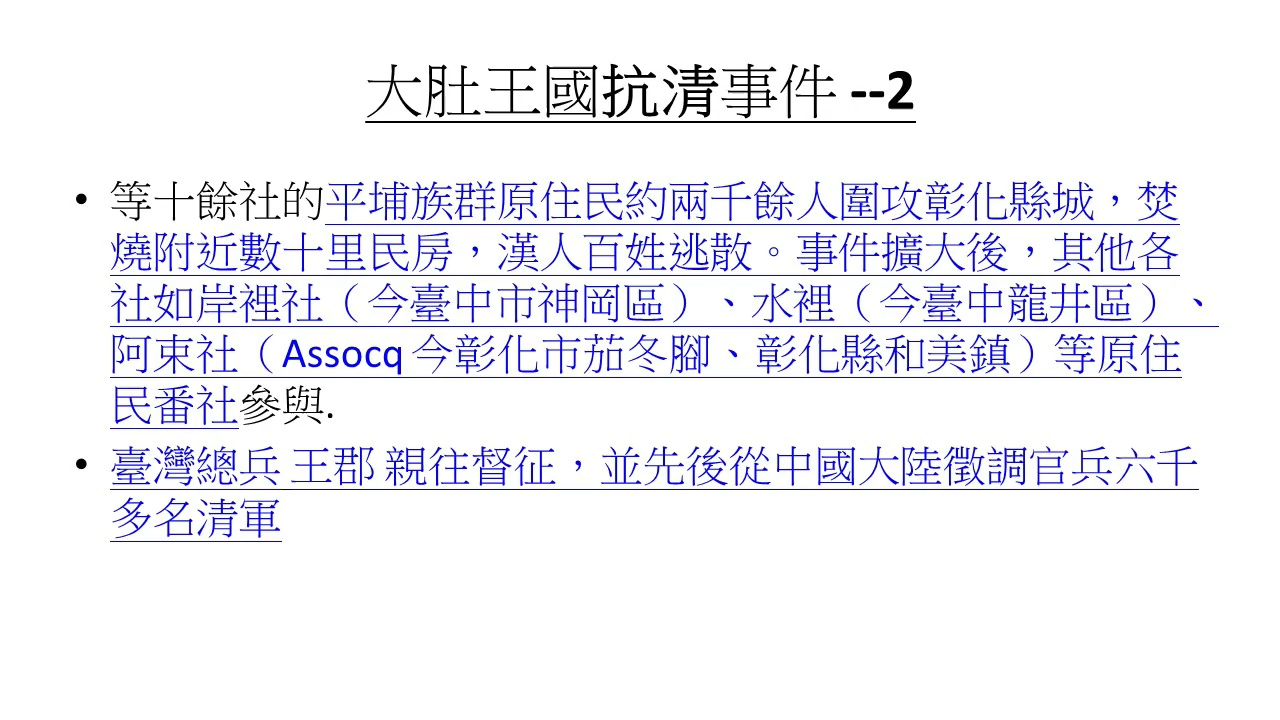 大肚王國抗清事件 --2
• 等十餘社的平埔族群原住民約兩千餘人圍攻彰化縣城，焚
燒附近數十里民房，漢人百姓逃散。事件擴大後，其他各
社如岸裡社（今臺中市神岡區）、水裡（今臺中龍井區）、
阿束社（Assocq 今彰化市茄冬腳、彰化縣和美鎮）等原住
民番社參與.
• 臺灣總兵 王郡 親往督征，並先後從中國大陸徵調官兵六千
多名清軍